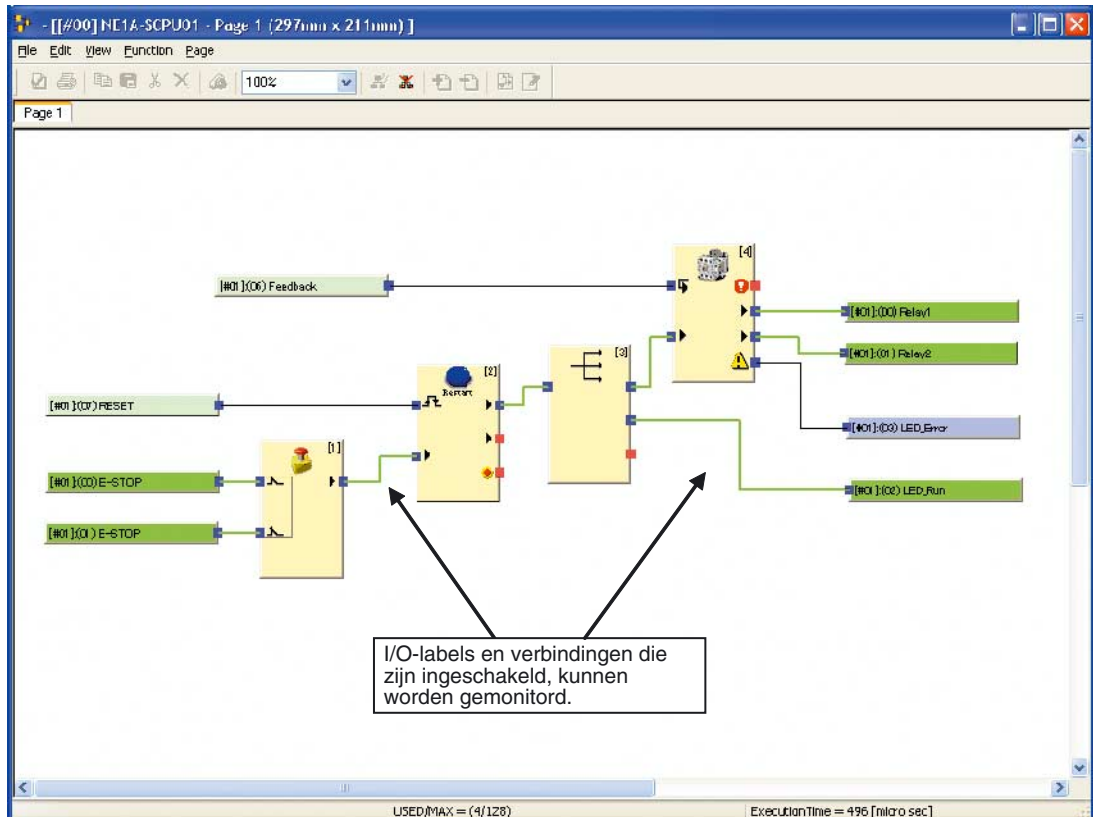 - [[#00] NE1A-SCPU01 - Page 1 (297mm x 211mm) ]
File Edit View Function Page
100%
Page 1
[4]
[#01]:(06) Feedback
[#01]:(00) Relay1
[3]
[#01]:(01) Relay2
[2]
Restart
[#01]:(07) RESET
[#01]:(03) LED_Error
[1]
[#01]:(00) E-STOP
[#01]:(02) LED_Run
[#01]:(01) E-STOP
I/O-labels en verbindingen die
zijn ingeschakeld, kunnen
worden gemonitord.
USED/MAX = (4/128)
ExecutionTime = 496 [micro sec]